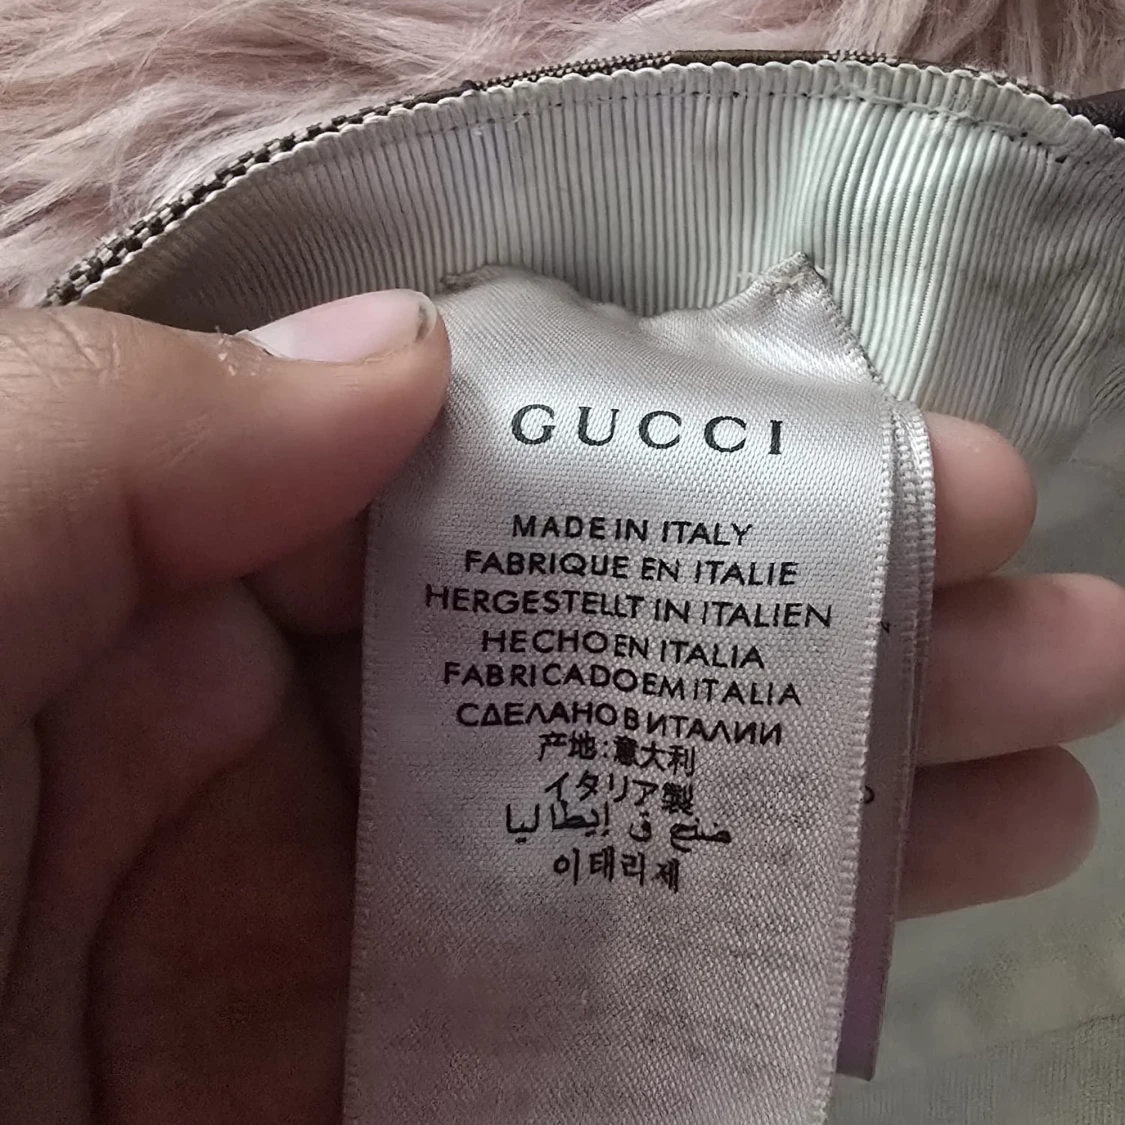 GUCCI
MADE IN ITALY
FABRIQUE EN ITALIE
HERGESTELLT IN ITALIEN
HECHO EN ITALIA
FABRICADO EM ITALIA
СДЕЛАНО В ИТАЛИИ
产地:意大利
イタリア製
صنع في إيطاليا
이태리제